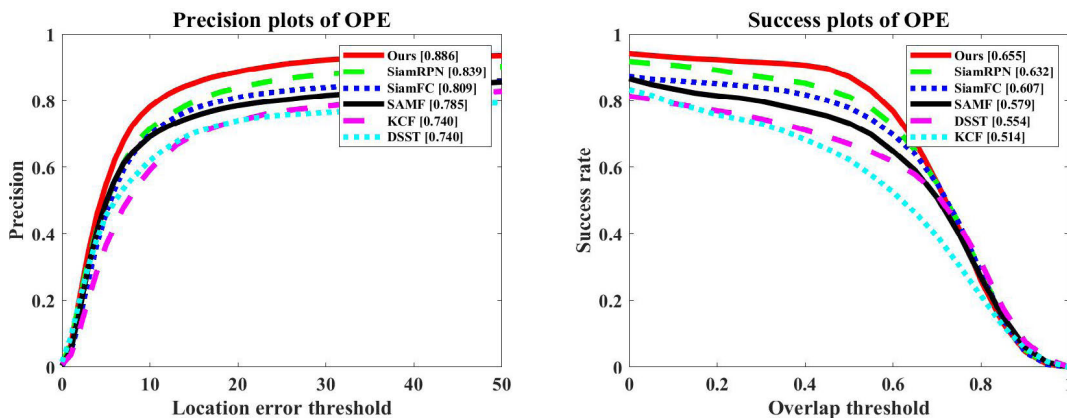 Precision plots of OPE
1
0.8
0.6
0.4
0.2
0
Precision
Ours [0.886]
SiamRPN [0.839]
SiamFC [0.809]
SAMF [0.785]
KCF [0.740]
DSST [0.740]
0 10 20 30 40 50
Location error threshold
Success plots of OPE
1
0.8
0.6
0.4
0.2
0
Success rate
Ours [0.655]
SiamRPN [0.632]
SiamFC [0.607]
SAMF [0.579]
DSST [0.554]
KCF [0.514]
0 0.2 0.4 0.6 0.8
Overlap threshold